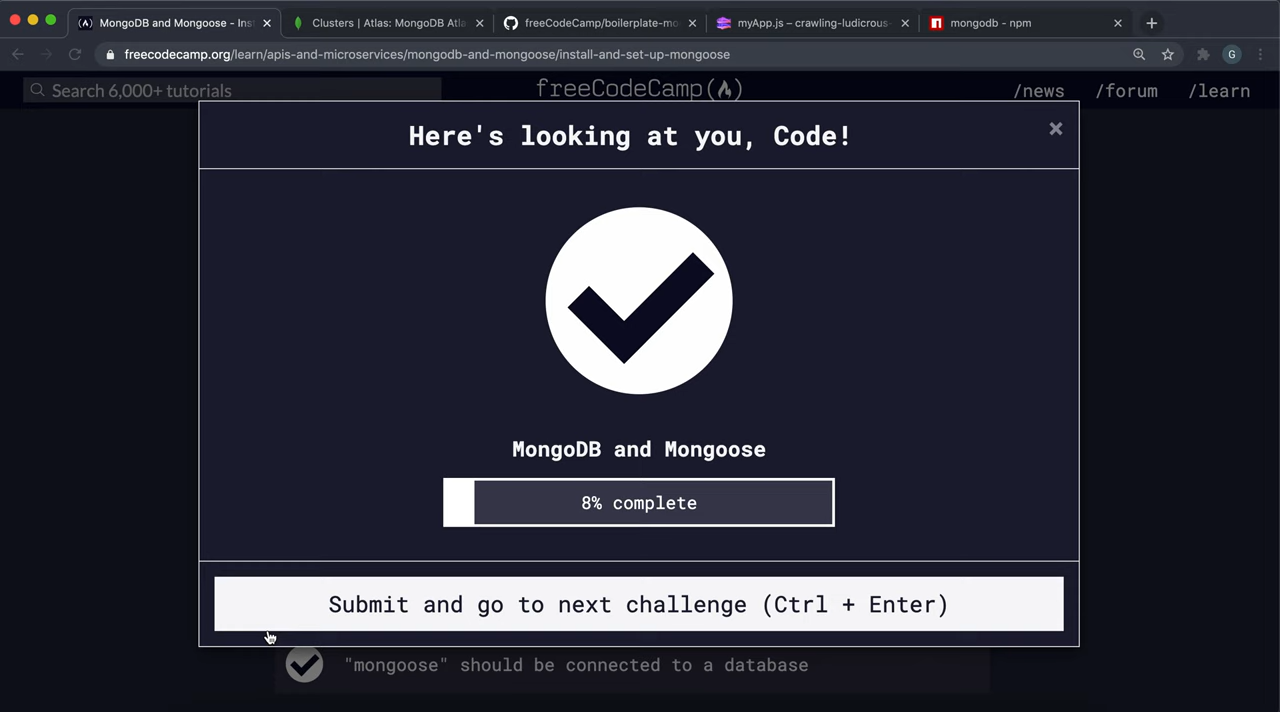 MongoDB and Mongoose - Ins
Clusters | Atlas: MongoDB Atla
freeCodeCamp/boilerplate-mo
myApp.js – crawling-ludicrous-
mongodb - npm
freecodecamp.org/learn/apis-and-microservices/mongodb-and-mongoose/install-and-set-up-mongoose
G
Search 6,000+ tutorials
freeCodeCamp
/news
/forum
/learn
Here's looking at you, Code!
MongoDB and Mongoose
8% complete
Submit and go to next challenge (Ctrl + Enter)
"mongoose" should be connected to a database